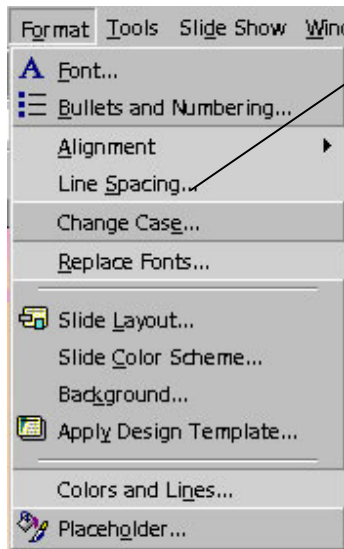 Format Tools Slide Show
A Font...
Bullets and Numbering...
Alignment
Line Spacing...
Change Case...
Replace Fonts...
Slide Layout...
Slide Color Scheme...
Background...
Apply Design Template...
Colors and Lines...
Placeholder...